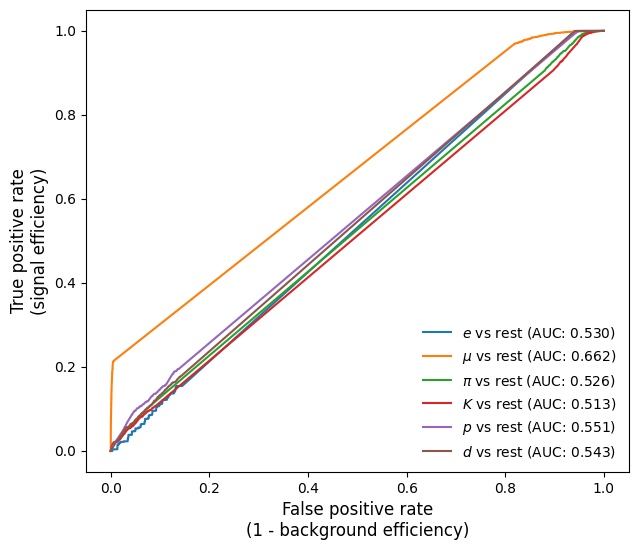 True positive rate
(signal efficiency)
1.0
0.8
0.6
0.4
0.2
0.0
e vs rest (AUC: 0.530)
μ vs rest (AUC: 0.662)
π vs rest (AUC: 0.526)
K vs rest (AUC: 0.513)
p vs rest (AUC: 0.551)
d vs rest (AUC: 0.543)
0.0 0.2 0.4 0.6 0.8 1.0
False positive rate
(1 - background efficiency)